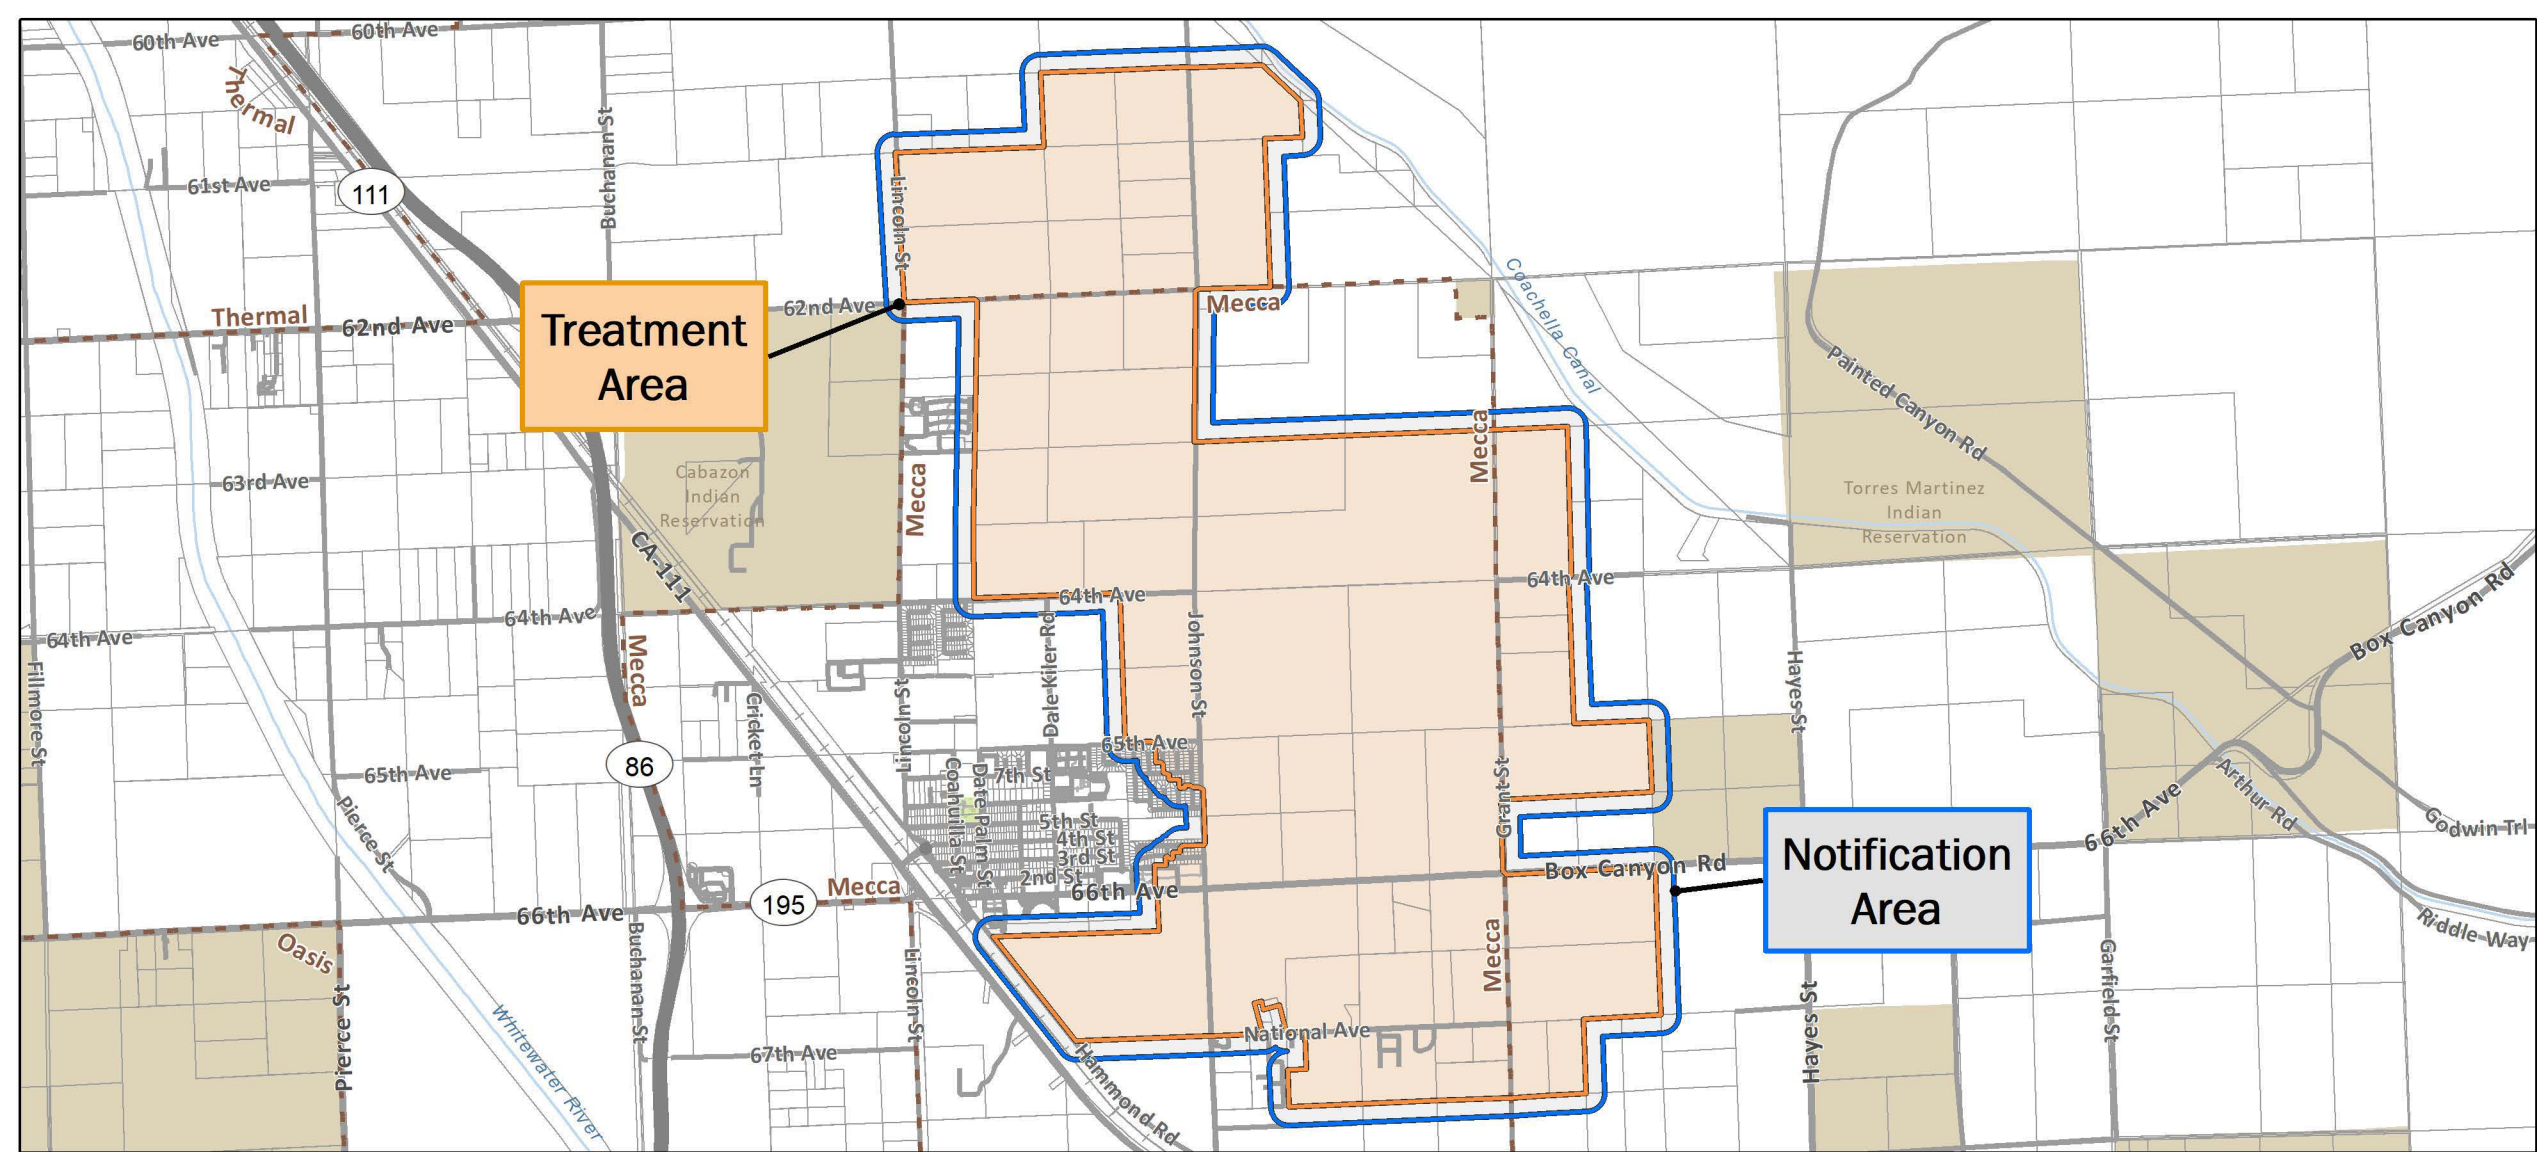 60th Ave
60th Ave
Thermal
61st Ave
111
Buchanan St
Lincoln St
Treatment
Area
62nd Ave
Thermal
62nd Ave
Mecca
Coachella Canal
Painted Canyon Rd
63rd Ave
Cabazon
Indian
Reservation
Mecca
Mecca
Torres Martinez
Indian
Reservation
CA-111
64th Ave
64th Ave
64th Ave
64th Ave
Box Canyon Rd
Fillmore St
Mecca
Cricket Ln
Lincoln St
Dale Kiler Rd
Johnson St
Hayes St
65th Ave
65th Ave
86
7th St
Coahuilla St
Date Palm St
5th St
4th St
3rd St
2nd St
66th Ave
Grant St
Box Canyon Rd
Notification
Area
66th Ave
Arthur Rd
Godwin Trl
Riddle Way
Pierce St
Mecca
195
66th Ave
Oasis
Pierce St
Whitewater River
Buchanan St
67th Ave
Lincoln St
Hammond Rd
National Ave
Mecca
Hayes St
Garfield St